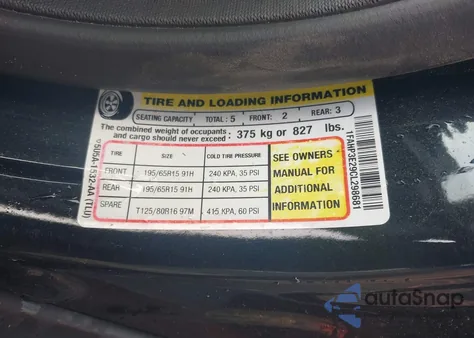 TIRE AND LOADING INFORMATION
SEATING CAPACITY TOTAL: 5 FRONT: 2 REAR: 3
The combined weight of occupants and cargo should never exceed : 375 kg or 827 lbs.
TIRE SIZE COLD TIRE PRESSURE
FRONT 195/65R15 91H 240 KPA, 35 PSI
REAR 195/65R15 91H 240 KPA, 35 PSI
SPARE T125/80R16 97M 415 KPA, 60 PSI
SEE OWNERS
MANUAL FOR
ADDITIONAL
INFORMATION
autoSnap